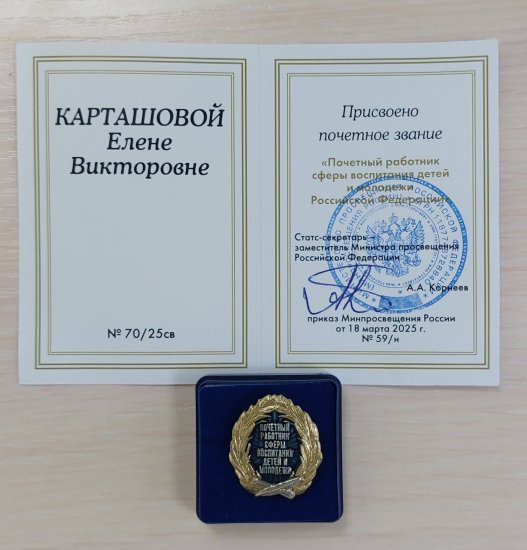 КАРТАШОВОЙ
Елене
Викторовне
№ 70/25св
Присвоено
почетное звание
«Почетный работник
сферы воспитания детей
и молодежи
Российской Федерации»
Статс-секретарь –
заместитель Министра просвещения
Российской Федерации
А.А. Корнеев
приказ Минпросвещения России
от 18 марта 2025 г.
№ 59/н
ПОЧЕТНЫЙ
РАБОТНИК
СФЕРЫ
ВОСПИТАНИЯ
ДЕТЕЙ И
МОЛОДЕЖИ